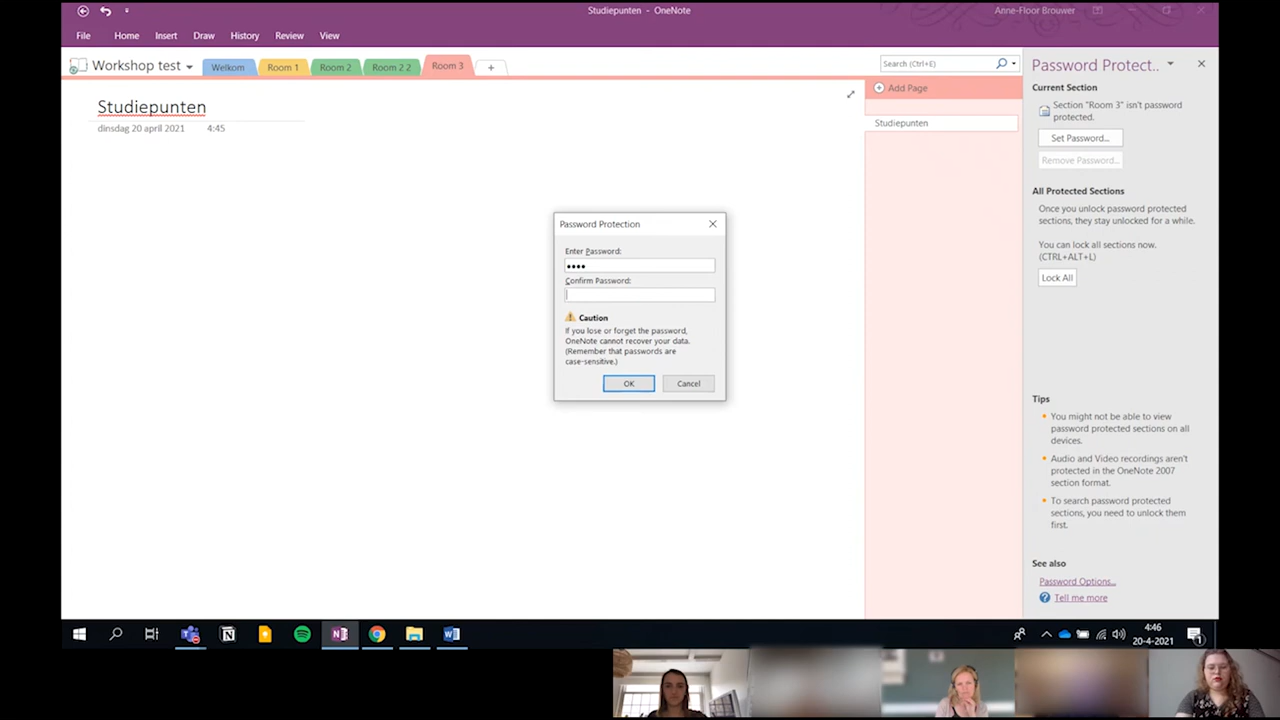 Studiepunten - OneNote
Anne-Floor Brouwer
File Home Insert Draw History Review View
Workshop test Welkom Room 1 Room 2 Room 2 2 Room 3
Search (Ctrl+E)
Add Page
Studiepunten
Studiepunten
dinsdag 20 april 2021 4:45
Password Protection
Enter Password:
Confirm Password:
Caution
If you lose or forget the password,
OneNote cannot recover your data.
(Remember that passwords are
case-sensitive.)
OK Cancel
Password Protect..
Current Section
Section "Room 3" isn't password
protected.
Set Password...
Remove Password...
All Protected Sections
Once you unlock password protected
sections, they stay unlocked for a while.
You can lock all sections now.
(CTRL+ALT+L)
Lock All
Tips
You might not be able to view
password protected sections on all
devices.
Audio and Video recordings aren't
protected in the OneNote 2007
section format.
To search password protected
sections, you need to unlock them
first.
See also
Password Options...
Tell me more
4:46
20-4-2021